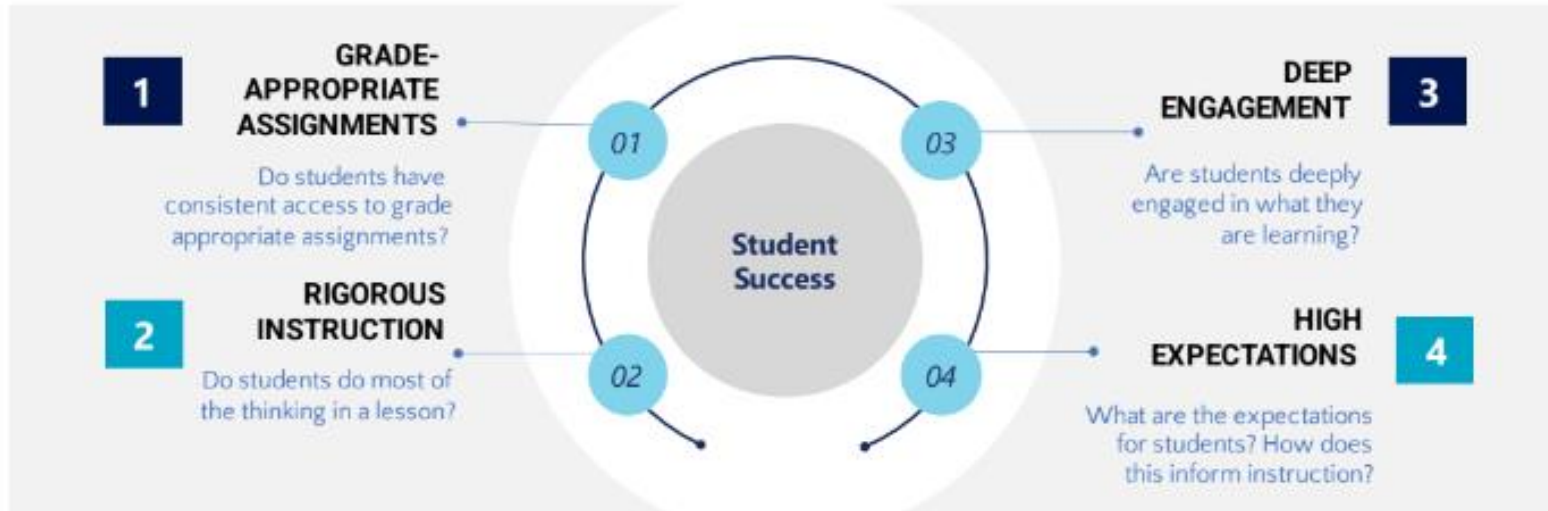 1
GRADE-
APPROPRIATE
ASSIGNMENTS
Do students have
consistent access to grade
appropriate assignments?
2
RIGOROUS
INSTRUCTION
Do students do most of
the thinking in a lesson?
01
02
Student
Success
03
04
DEEP
ENGAGEMENT
3
Are students deeply
engaged in what they
are learning?
HIGH
EXPECTATIONS
4
What are the expectations
for students? How does
this inform instruction?